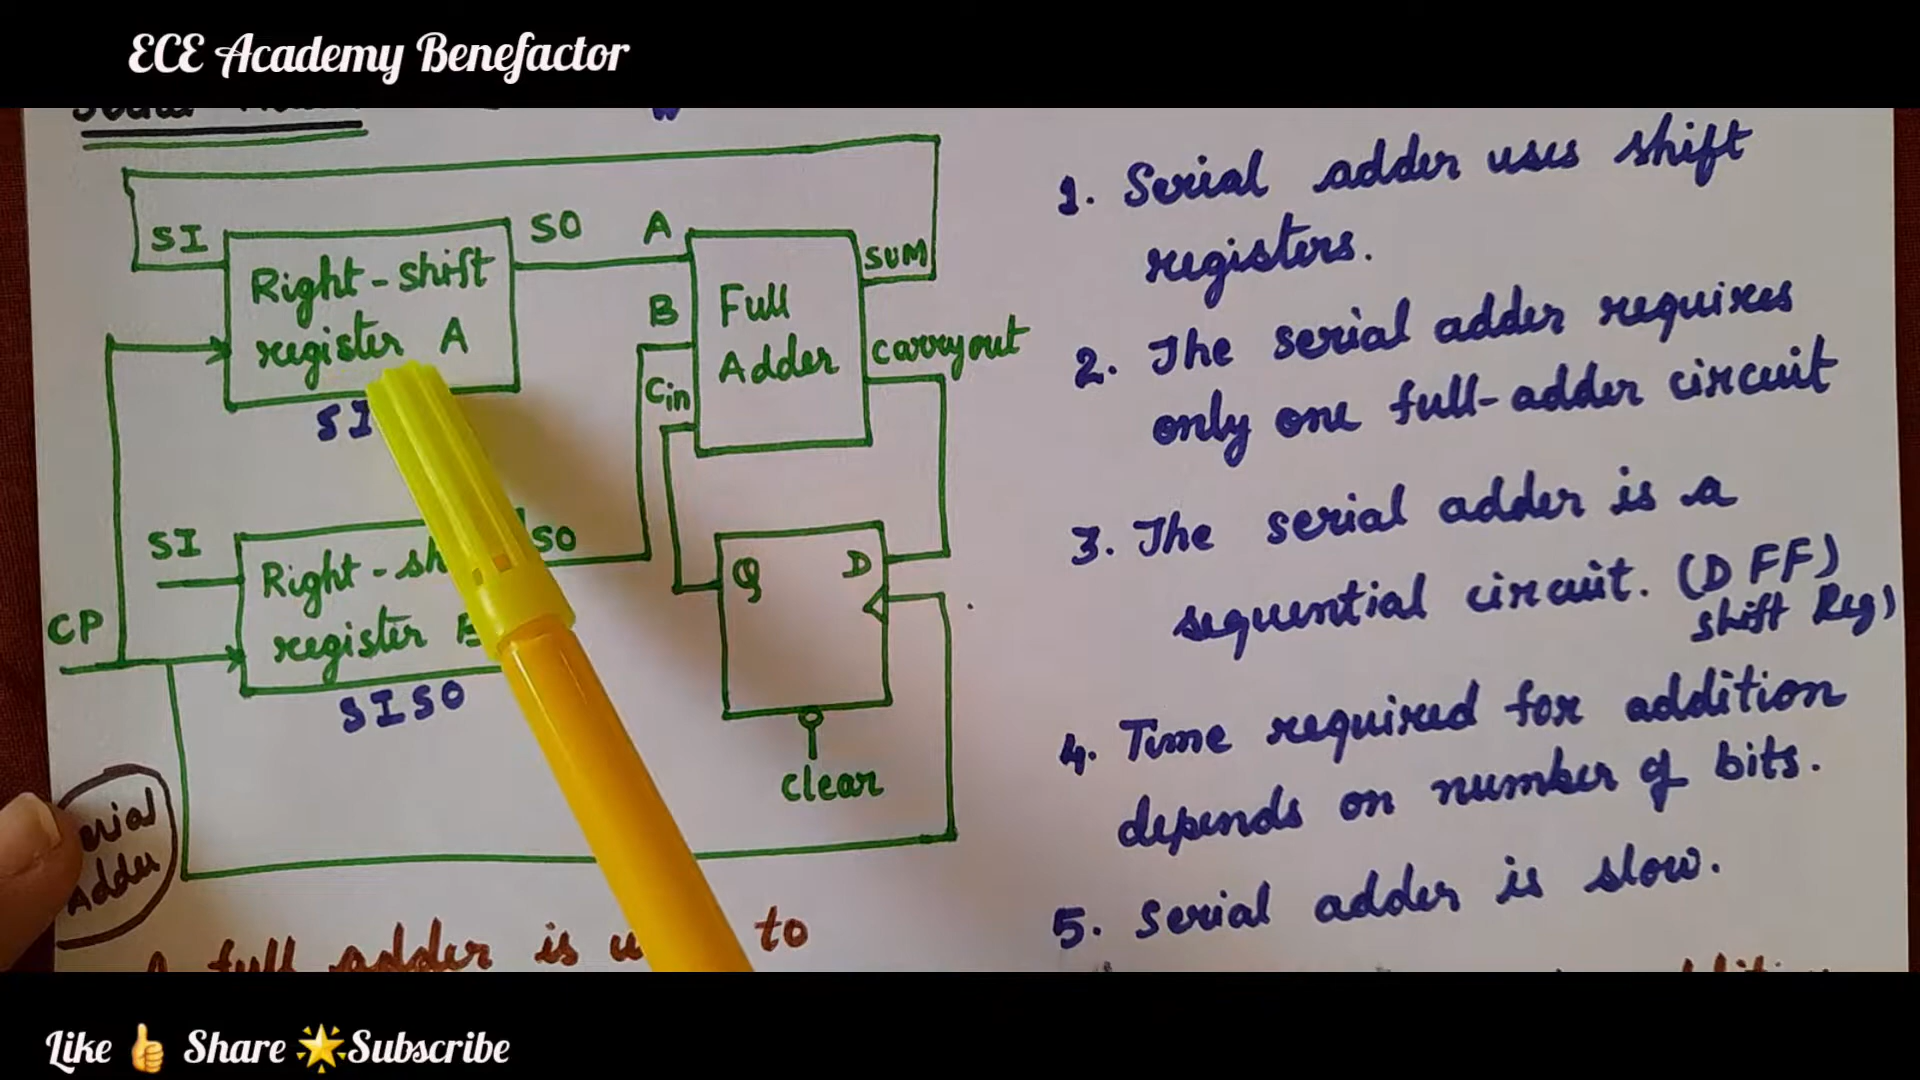 ECE Academy Benefactor
SI
SO
A
SUM
Right-shift
register A
B
Full
Adder
Carryout
Cin
SI
SI
SO
Right-
register
CP
SISO
Q
D
clear
Adder
full adder is
to
1. Serial adder uses shift
registers.
2. The serial adder requires
only one full-adder circuit
3. The serial adder is a
sequential circuit. (D FF)
shift Reg)
4. Time required for addition
depends on number of bits.
5. Serial adder is slow.
Like 👍 Share 🌟Subscribe